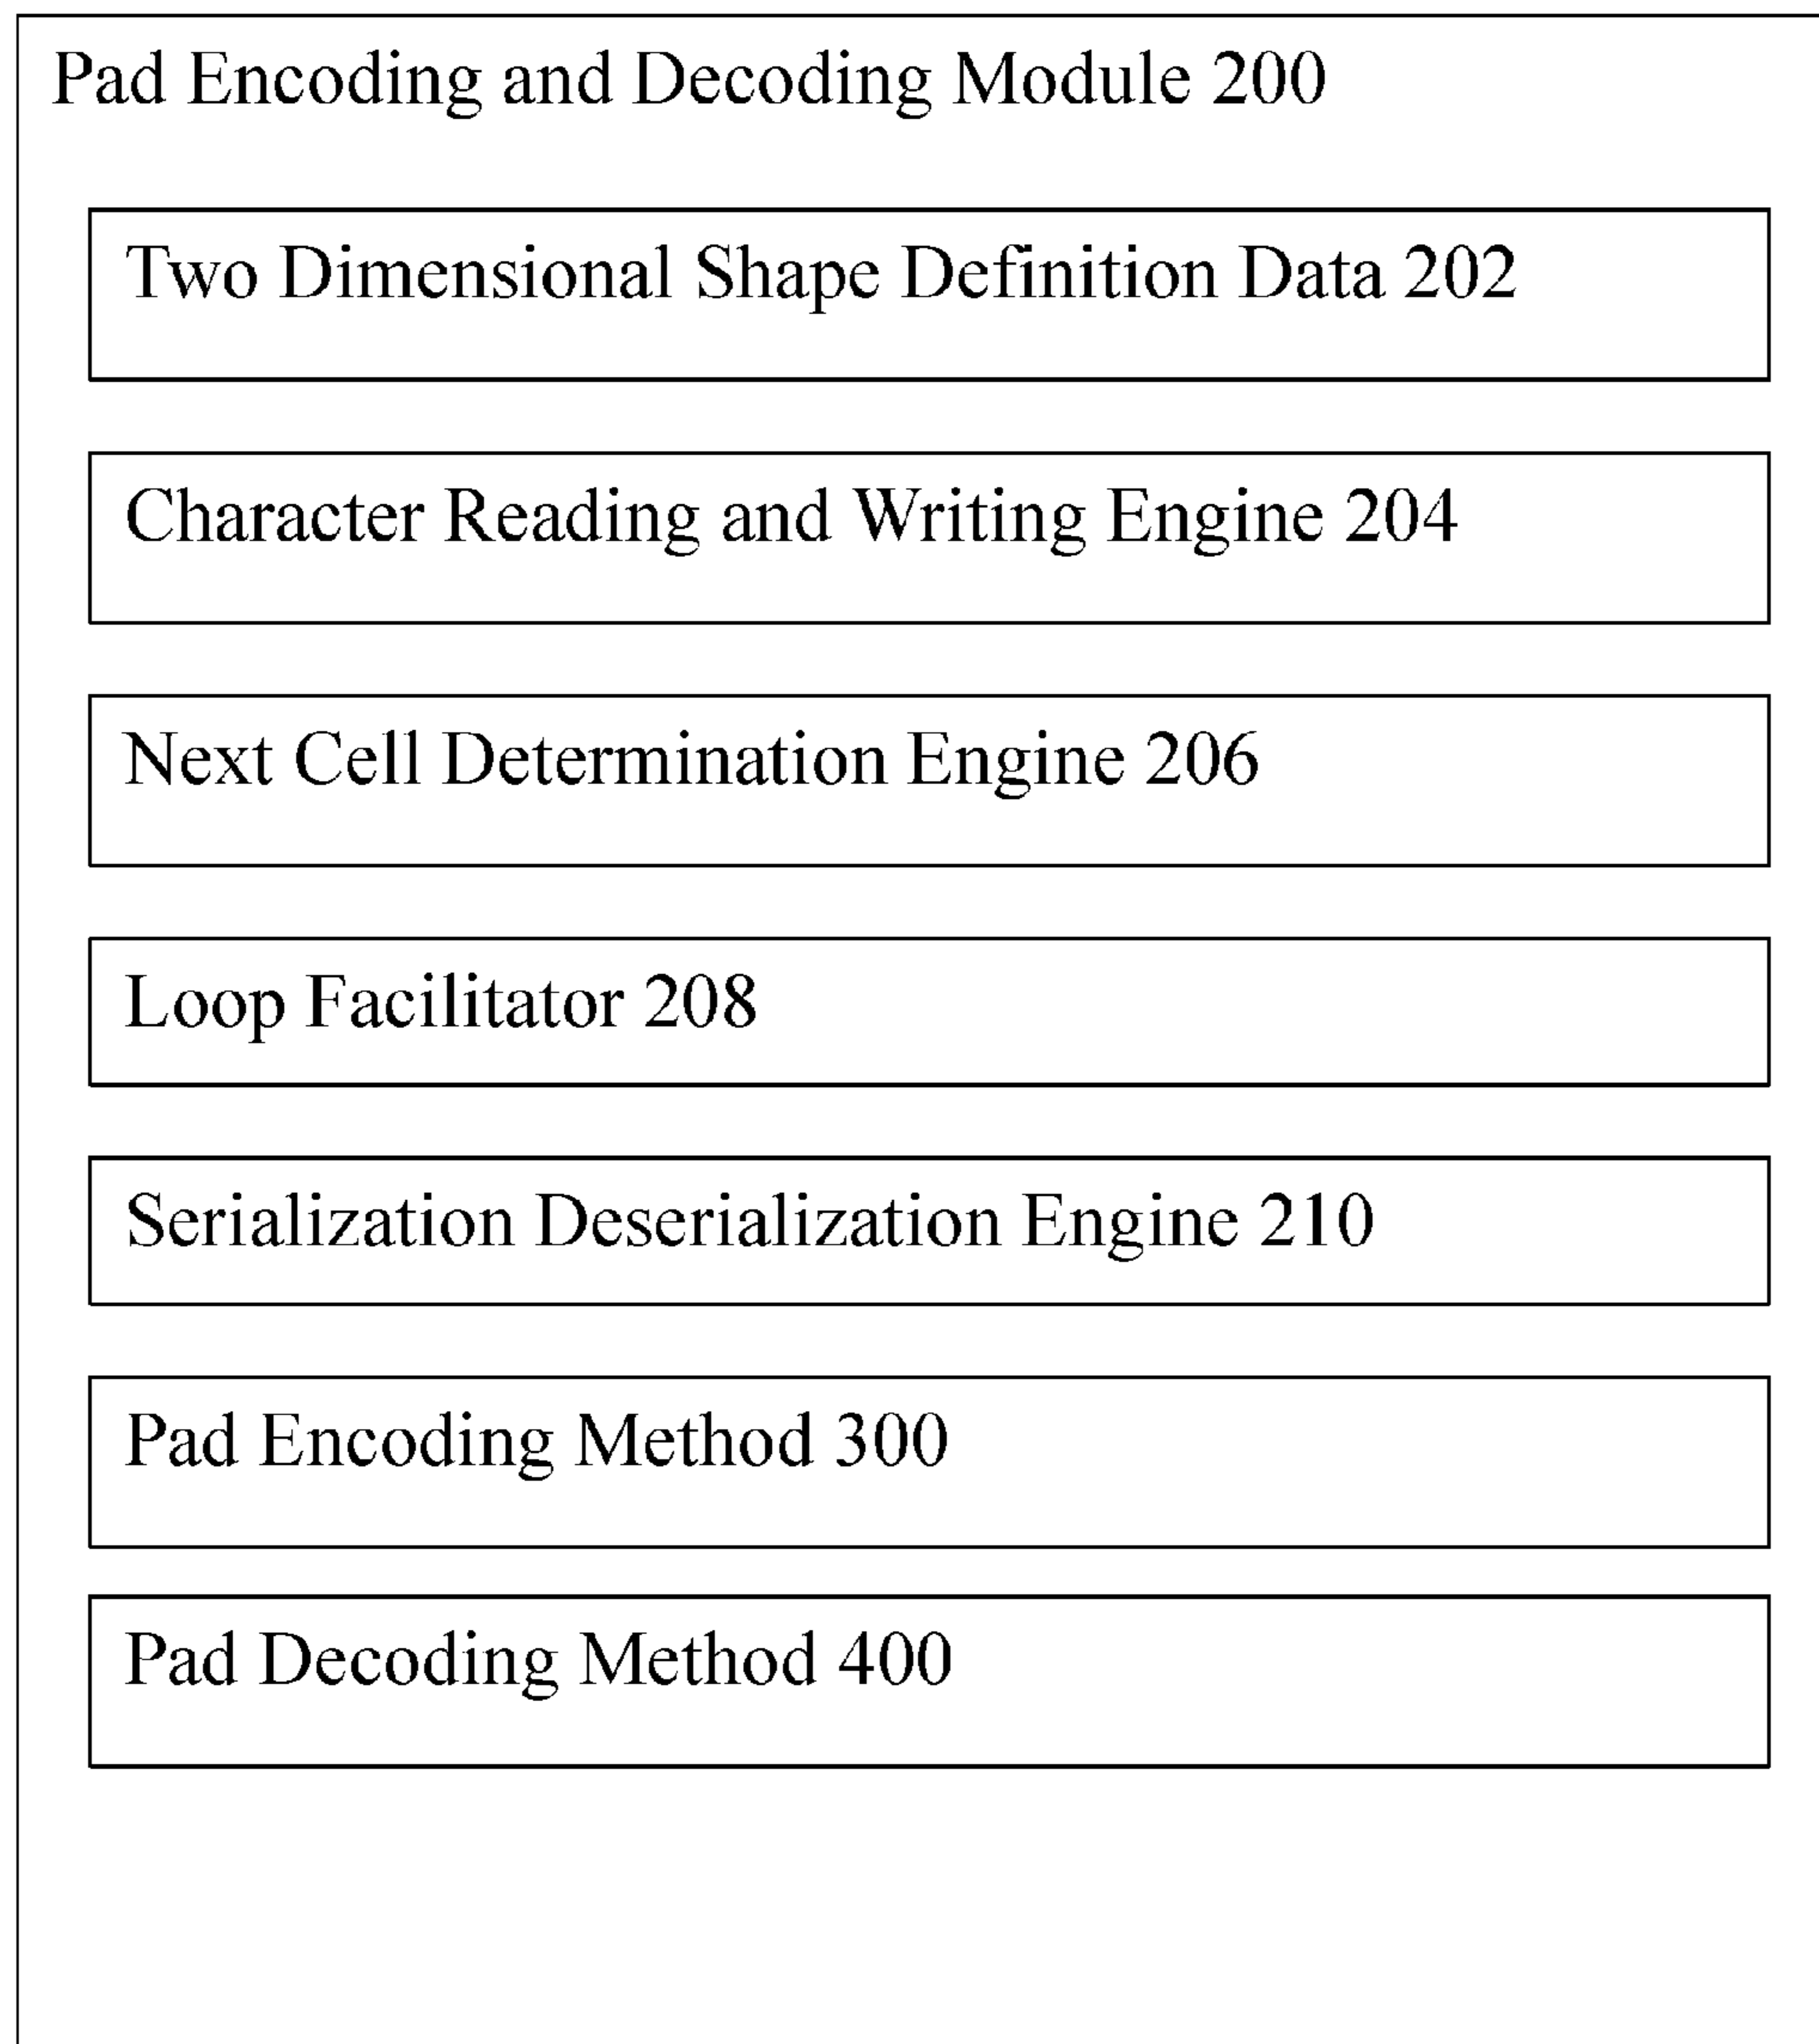 Pad Encoding and Decoding Module 200
Two Dimensional Shape Definition Data 202
Character Reading and Writing Engine 204
Next Cell Determination Engine 206
Loop Facilitator 208
Serialization Deserialization Engine 210
Pad Encoding Method 300
Pad Decoding Method 400